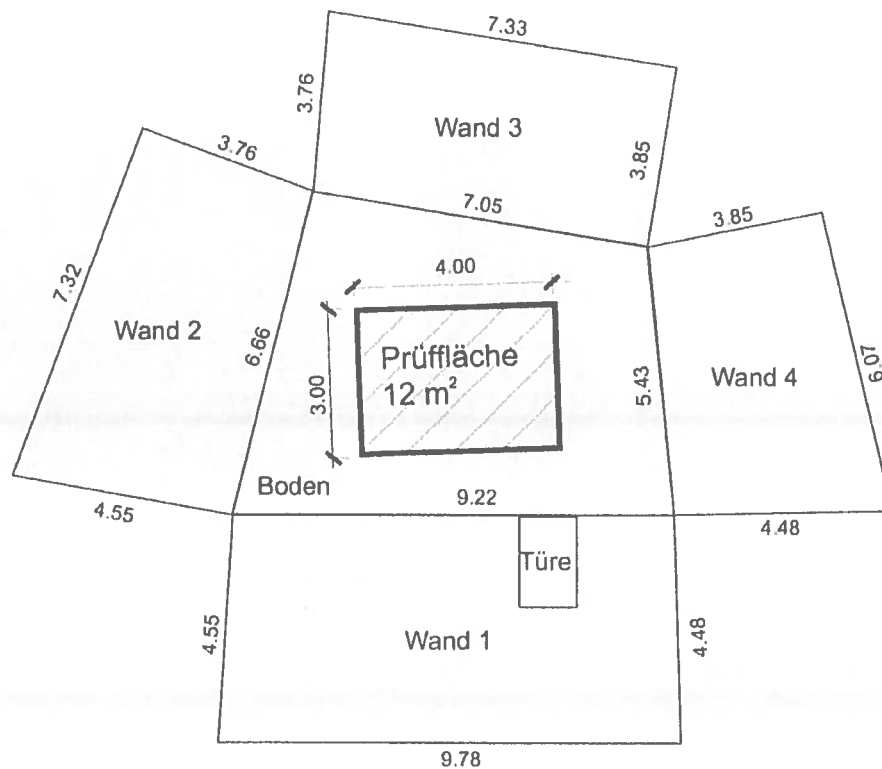 7.33
3.76
Wand 3
3.85
3.76
7.05
3.85
7.32
Wand 2
6.66
4.00
Prüffläche
12 m²
3.00
5.43
Wand 4
6.07
Boden
9.22
4.55
4.48
Türe
4.55
Wand 1
4.48
9.78